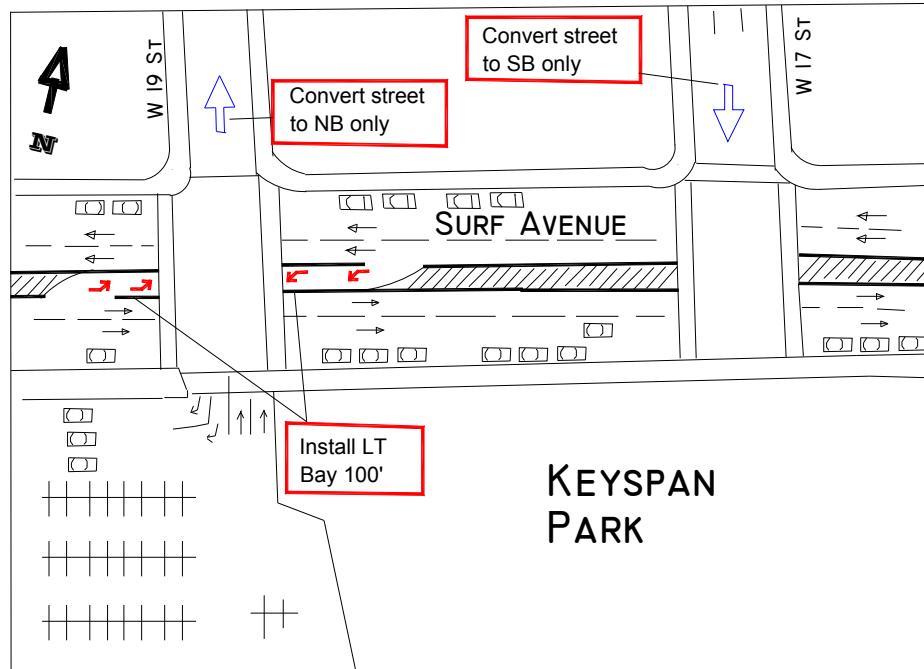 W 19 ST
Convert street
to NB only
Convert street
to SB only
W 17 ST
N
SURF AVENUE
Install LT
Bay 100'
KEYSPAN
PARK